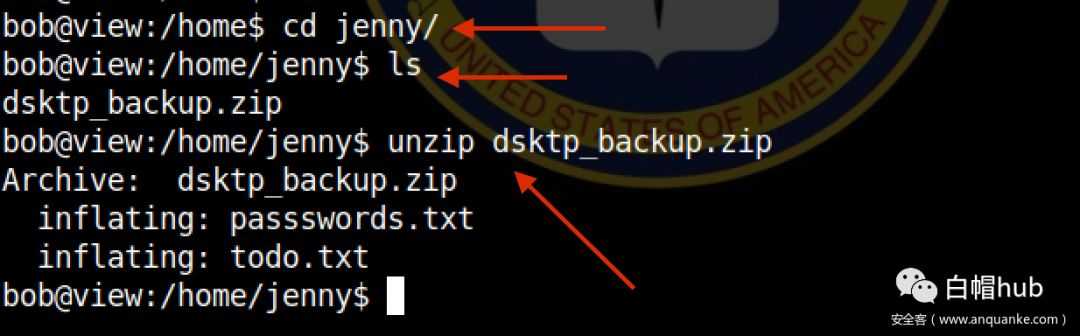 bob@view:/home$ cd jenny/
bob@view:/home/jenny$ ls
dsktp_backup.zip
bob@view:/home/jenny$ unzip dsktp_backup.zip
Archive:  dsktp_backup.zip
  inflating: passswords.txt
  inflating: todo.txt
bob@view:/home/jenny$
UNITED STATES OF AMERICA
白帽hub
安全客（www.anquanke.com）